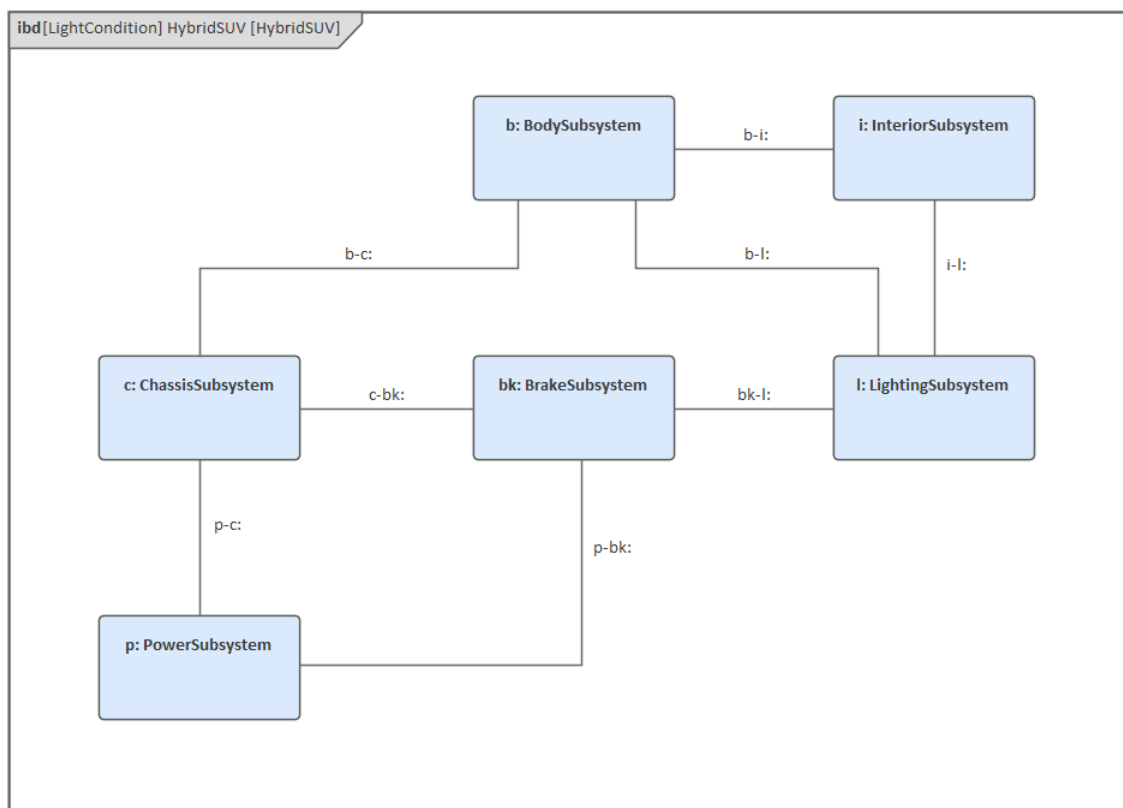 ibd[LightCondition] HybridSUV [HybridSUV]
b: BodySubsystem
i: InteriorSubsystem
b-i:
b-c:
b-l:
i-l:
c: ChassisSubsystem
bk: BrakeSubsystem
l: LightingSubsystem
c-bk:
bk-l:
p-c:
p-bk:
p: PowerSubsystem